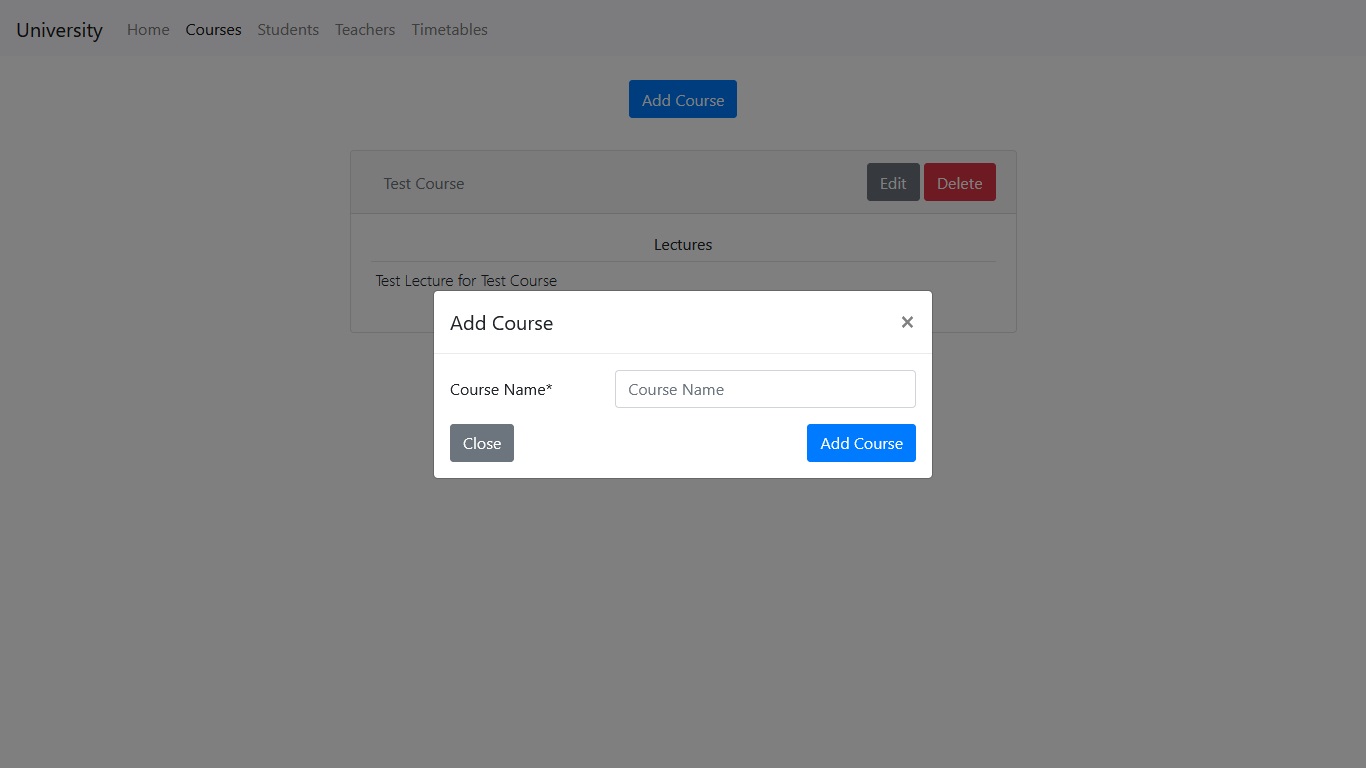 University Home Courses Students Teachers Timetables
Add Course
Test Course Edit Delete
Lectures
Test Lecture for Test Course
Add Course ×
Course Name* Course Name
Close Add Course